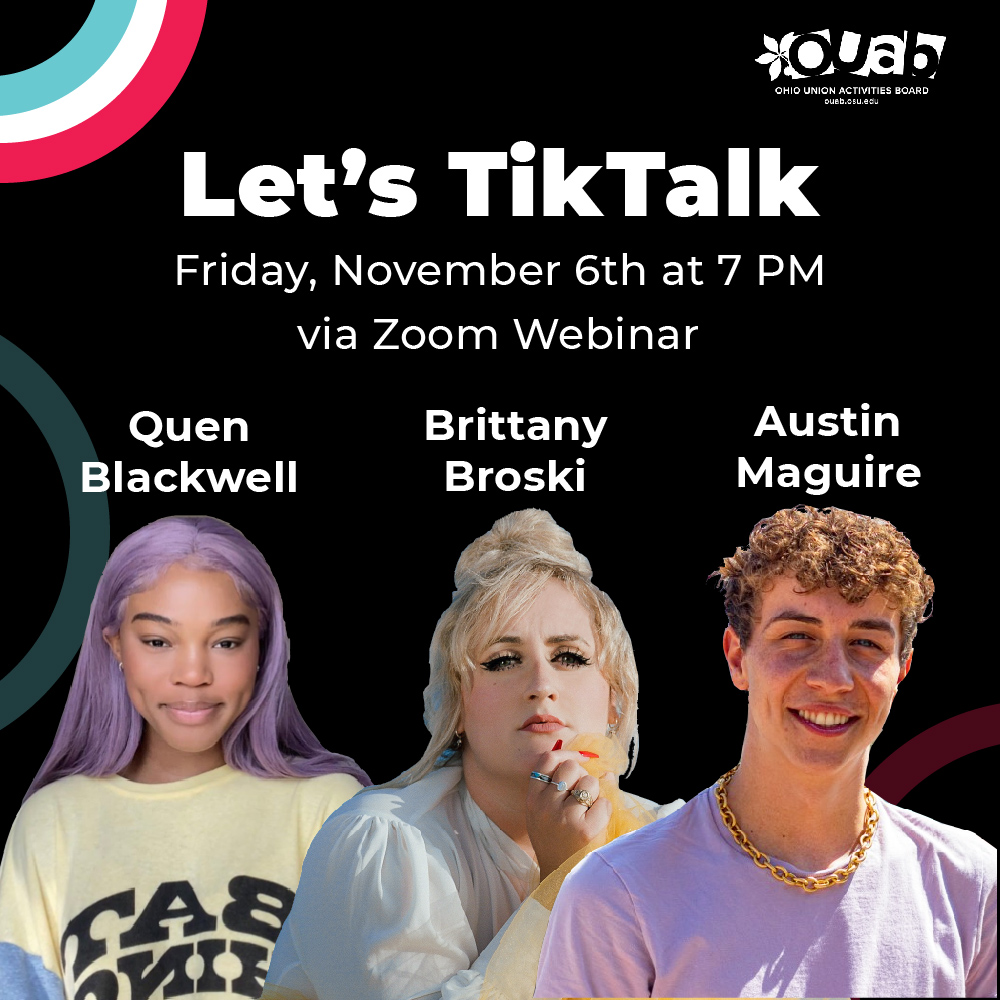 ouab
OHIO UNION ACTIVITIES BOARD
ouab.osu.edu
Let's TikTalk
Friday, November 6th at 7 PM
via Zoom Webinar
Quen
Blackwell
Brittany
Broski
Austin
Maguire